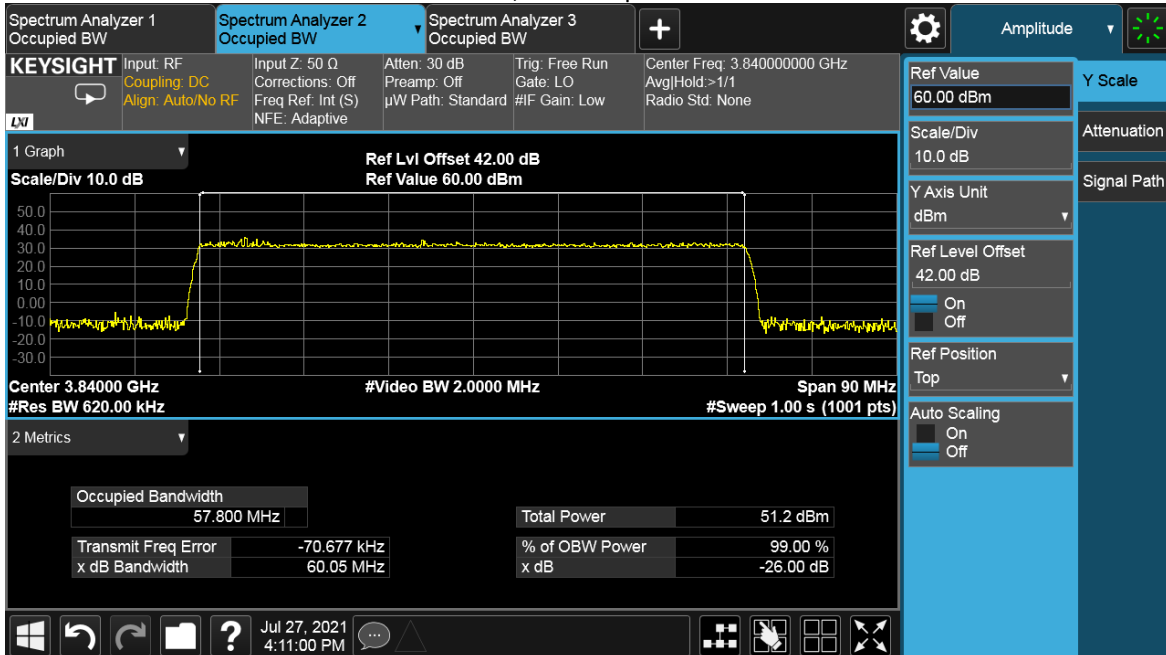 Spectrum Analyzer 1
Occupied BW
Spectrum Analyzer 2
Occupied BW
Spectrum Analyzer 3
Occupied BW
Amplitude
KEYSIGHT
LXI
Input: RF
Coupling: DC
Align: Auto/No RF
Input Z: 50 Ω
Corrections: Off
Freq Ref: Int (S)
NFE: Adaptive
Atten: 30 dB
Preamp: Off
µW Path: Standard
Trig: Free Run
Gate: LO
#IF Gain: Low
Center Freq: 3.840000000 GHz
Avg|Hold:>1/1
Radio Std: None
1 Graph
Scale/Div 10.0 dB
Ref Lvl Offset 42.00 dB
Ref Value 60.00 dBm
50.0
40.0
30.0
20.0
10.0
0.00
-10.0
-20.0
-30.0
Center 3.84000 GHz
#Res BW 620.00 kHz
#Video BW 2.0000 MHz
Span 90 MHz
#Sweep 1.00 s (1001 pts)
2 Metrics
Occupied Bandwidth
57.800 MHz
Transmit Freq Error -70.677 kHz
x dB Bandwidth 60.05 MHz
Total Power 51.2 dBm
% of OBW Power 99.00 %
x dB -26.00 dB
Ref Value
60.00 dBm
Scale/Div
10.0 dB
Y Axis Unit
dBm
Ref Level Offset
42.00 dB
On
Off
Ref Position
Top
Auto Scaling
On
Off
Y Scale
Attenuation
Signal Path
?
Jul 27, 2021
4:11:00 PM